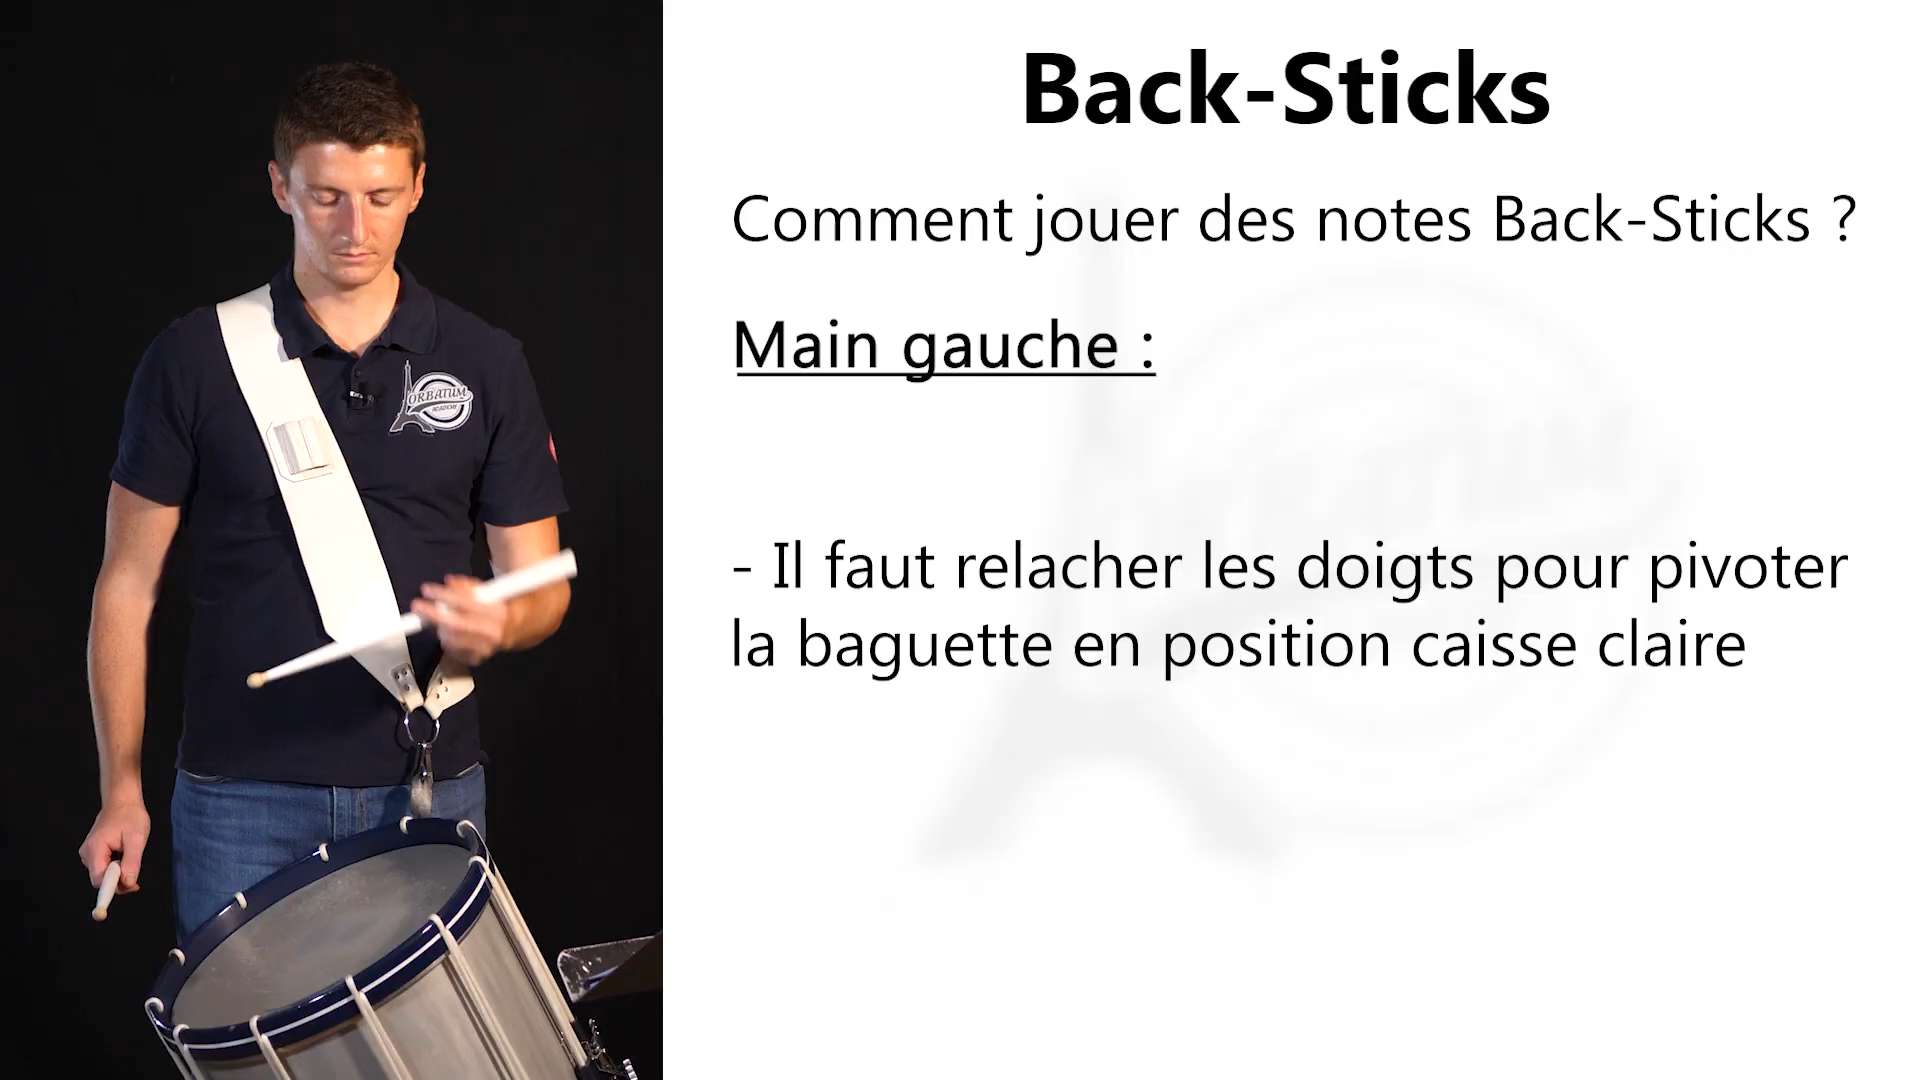 Back-Sticks
Comment jouer des notes Back-Sticks ?
Main gauche :
- Il faut relacher les doigts pour pivoter
la baguette en position caisse claire
ORBATUM
ACADEMY